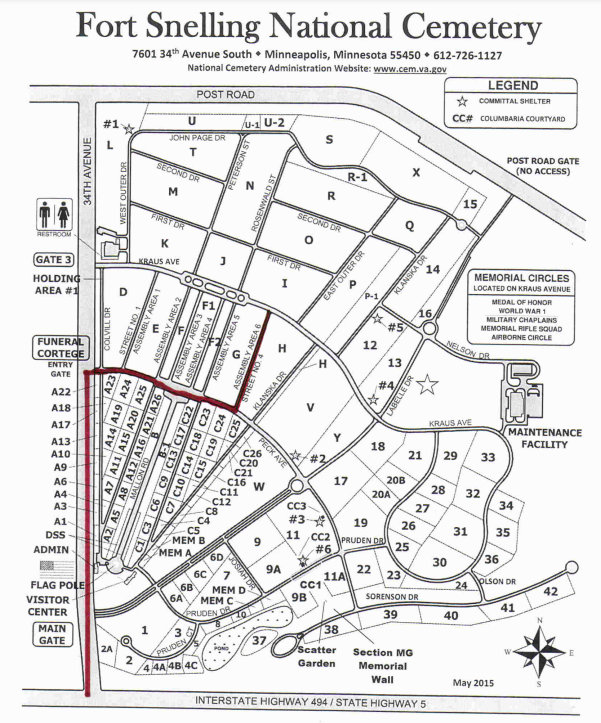 Fort Snelling National Cemetery
7601 34th Avenue South ◆ Minneapolis, Minnesota 55450 ◆ 612-726-1127
National Cemetery Administration Website: www.cem.va.gov
LEGEND
☆ COMMITTAL SHELTER
CC# COLUMBARIA COURTYARD
POST ROAD
POST ROAD GATE
(NO ACCESS)
34TH AVENUE
#1
L
U
U-1
U-2
S
X
JOHN PAGE DR
T
SECOND DR
PETERSON ST
N
ROSENWALD ST
R-1
R
15
WEST OUTER DR
M
SECOND DR
Q
FIRST DR
O
K
J
FIRST DR
I
EAST OUTER DR
P
P-1
KLANSKA DR
14
RESTROOM
GATE 3
KRAUS AVE
HOLDING
AREA #1
MEMORIAL CIRCLES
LOCATED ON KRAUS AVENUE
MEDAL OF HONOR
WORLD WAR 1
MILITARY CHAPLAINS
MEMORIAL RIFLE SQUAD
AIRBORNE CIRCLE
D
COLVILL DR
STREET NO. 1
ASSEMBLY AREA 1
E
ASSEMBLY AREA 2
F
ASSEMBLY AREA 3
F1
F2
ASSEMBLY AREA 5
G
ASSEMBLY AREA 6
STREET NO. 4
H
H
KLANSKA DR
#5
16
12
13
#4
LABELLE DR
NELSON DR
FUNERAL
CORTEGE
ENTRY
GATE
V
Y
KRAUS AVE
MAINTENANCE
FACILITY
A22
A18
A17
A13
A10
A9
A6
A4
A3
A1
DSS
ADMIN
FLAG POLE
VISITOR
CENTER
MAIN
GATE
A23
A24
A25
A26
A19
A20
A21
A14
A15
A16
A11
A12
A7
A8
A5
A2
MALLON RD
B
B-1
C22
C23
C24
C25
C17
C18
C19
C13
C14
C15
C9
C10
C6
C7
C3
C1
C26
C20
C21
C16
C11
C12
C8
C4
C5
PECK AVE
#2
W
MEM B
MEM A
CC3
#3
11
CC2
#6
9
9A
CC1
9B
11A
17
18
19
20A
20B
21
PRUDEN DR
22
23
24
25
26
27
28
29
30
31
32
33
34
36
OLSON DR
SORENSON DR
6D
6C
6B
6A
7
JOSIAH DR
MEM D
MEM C
PRUDEN DR
8
10
1
2A
2
3
PRUDEN CT
5
4
4A
4B
4C
POND
37
38
39
40
41
42
Scatter
Garden
Section MG
Memorial
Wall
May 2015
N
W
E
S
INTERSTATE HIGHWAY 494 / STATE HIGHWAY 5